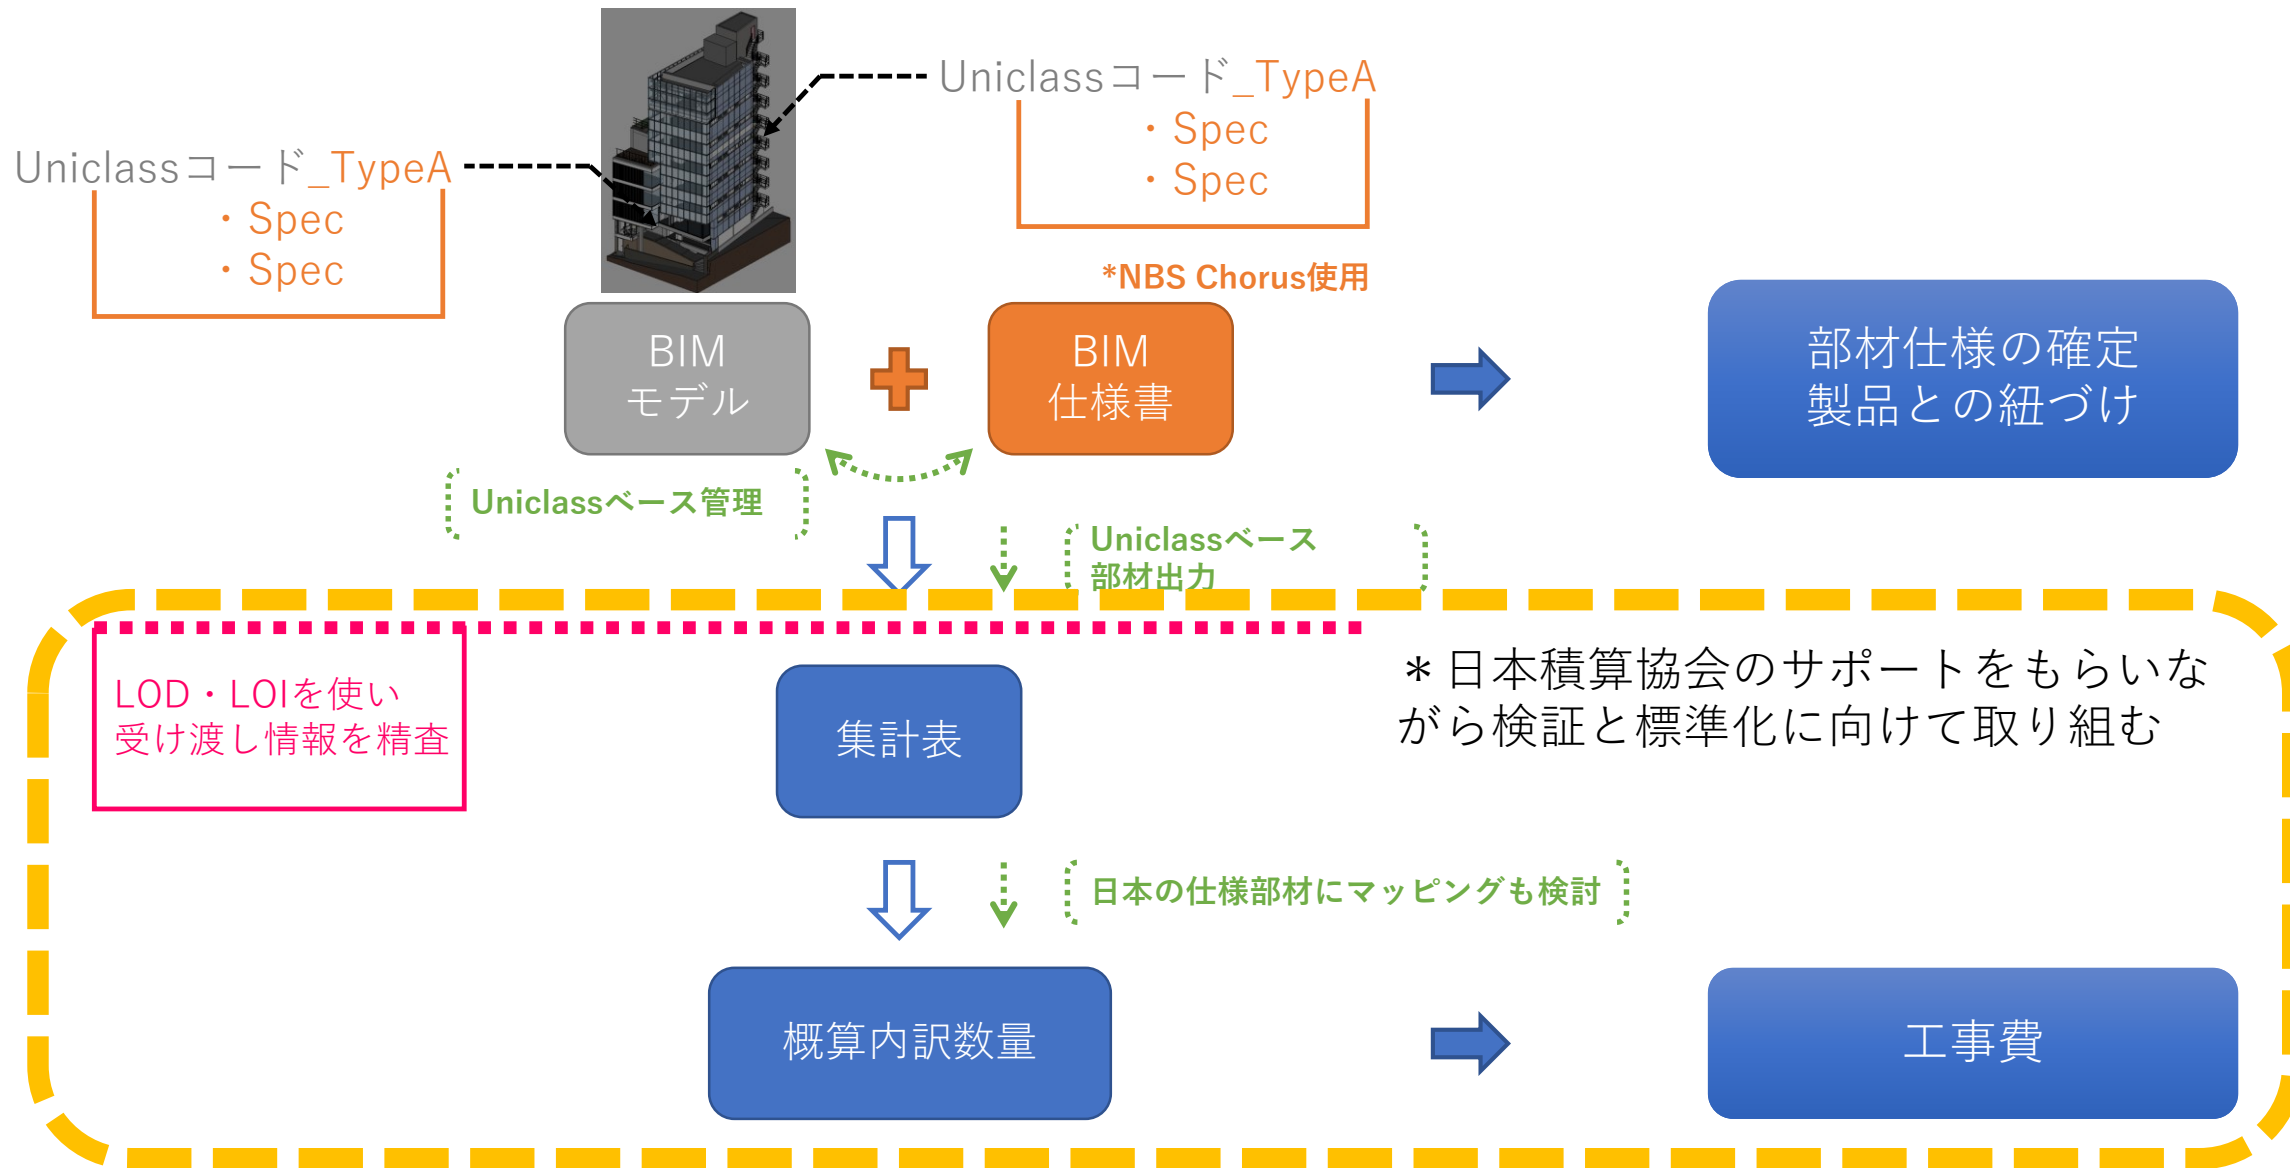 Uniclassコード_TypeA
・Spec
・Spec
Uniclassコード_TypeA
・Spec
・Spec
*NBS Chorus使用
BIM
モデル
BIM
仕様書
部材仕様の確定
製品との紐づけ
Uniclassベース管理
Uniclassベース
部材出力
LOD・LOIを使い
受け渡し情報を精査
集計表
＊日本積算協会のサポートをもらいな
がら検証と標準化に向けて取り組む
日本の仕様部材にマッピングも検討
概算内訳数量
工事費